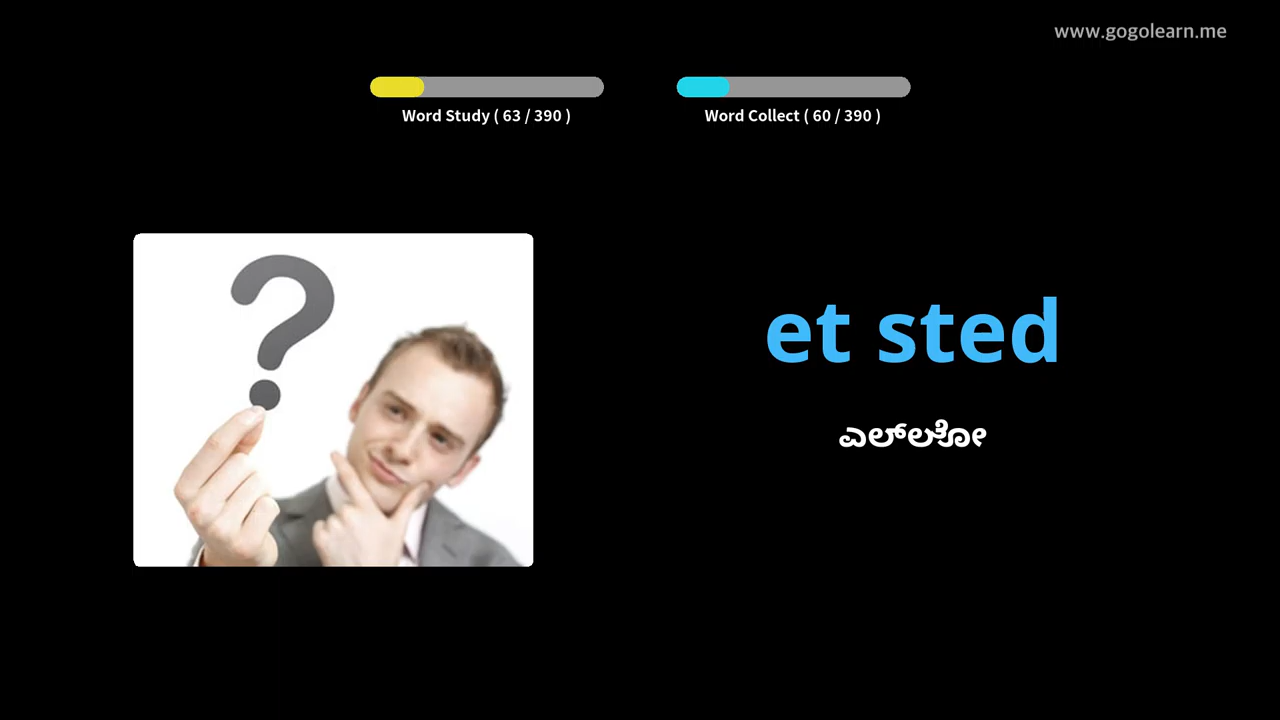 www.gogolearn.me
Word Study ( 63 / 390 )
Word Collect ( 60 / 390 )
et sted
ಎಲ್ಲೋ